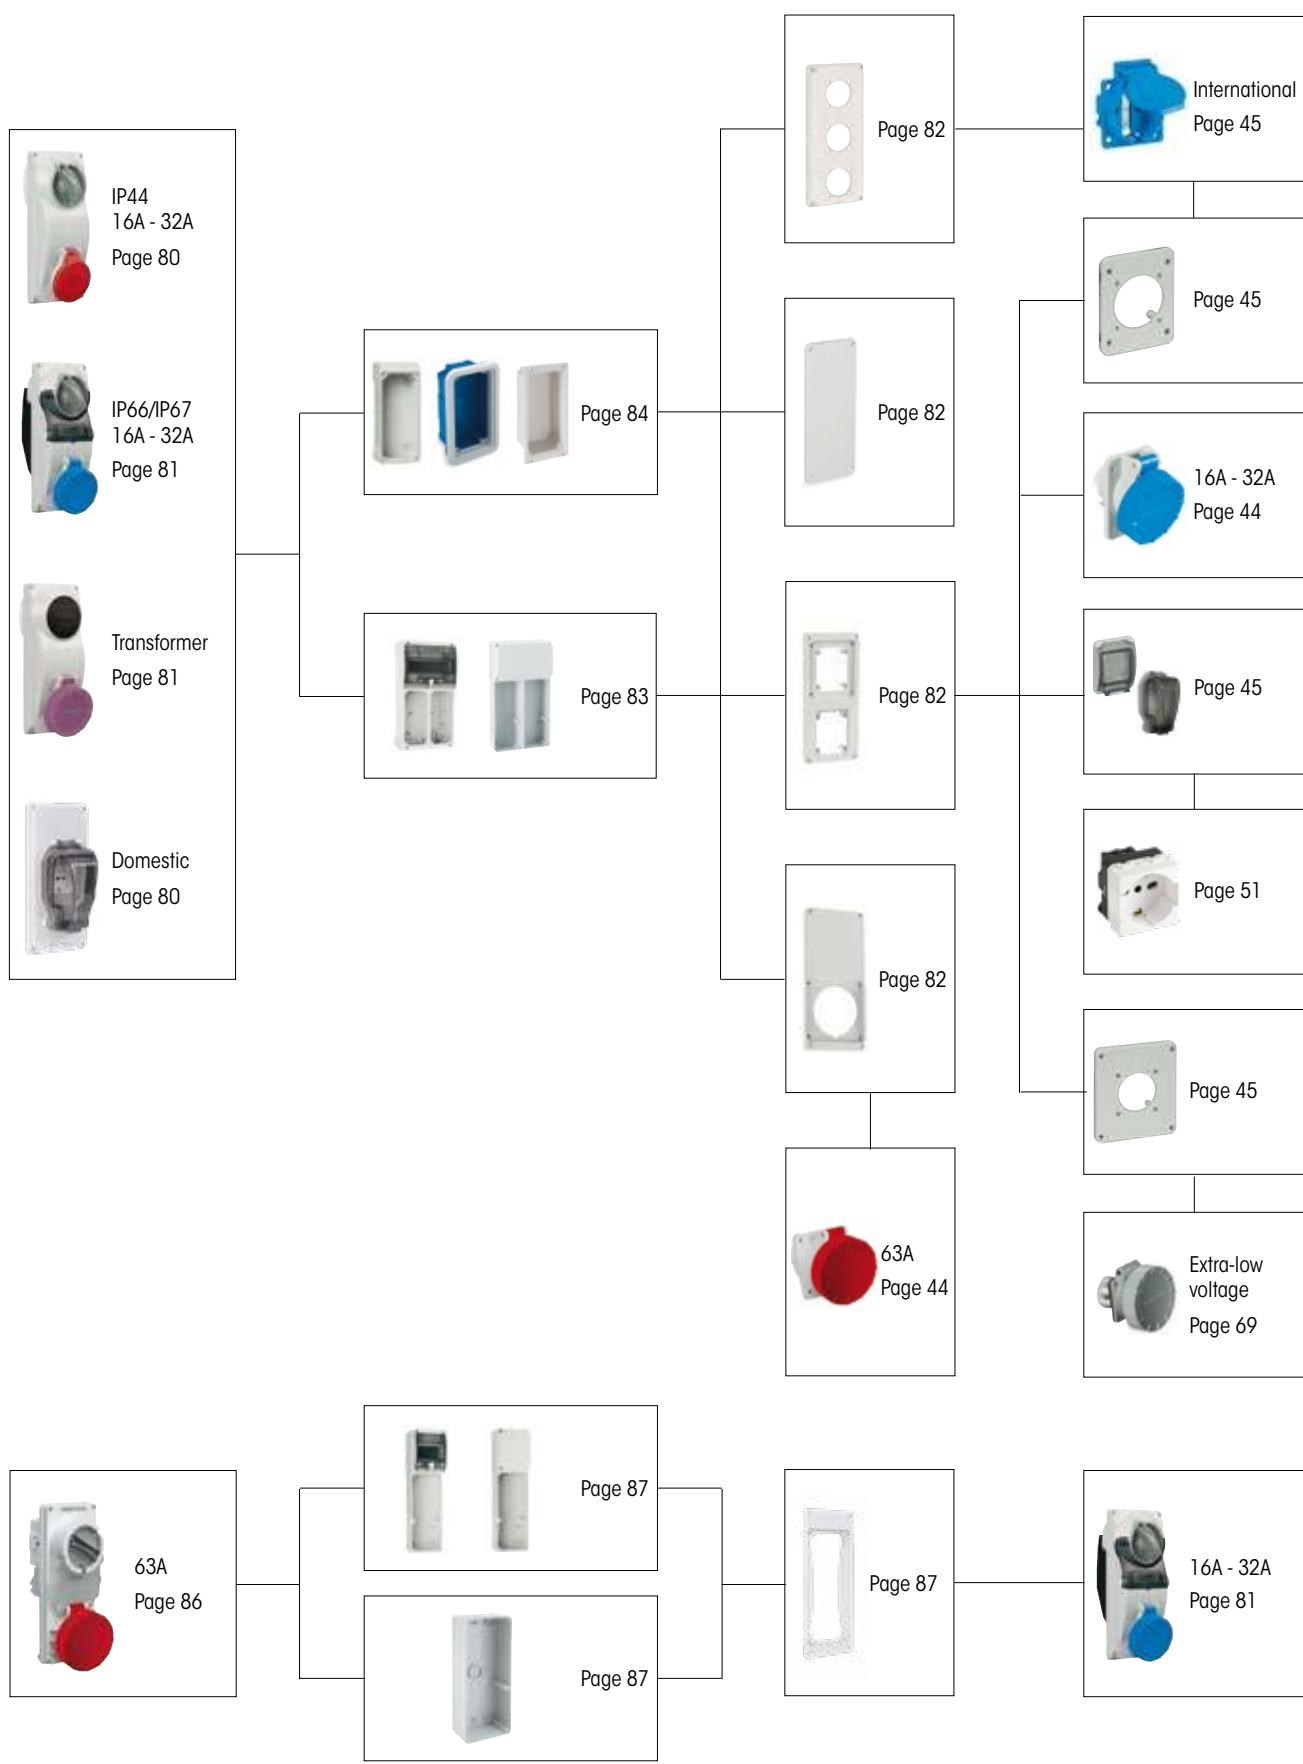 IP44
16A - 32A
Page 80
IP66/IP67
16A - 32A
Page 81
Transformer
Page 81
Domestic
Page 80
Page 84
Page 83
Page 82
Page 82
Page 82
Page 82
63A
Page 44
International
Page 45
Page 45
16A - 32A
Page 44
Page 45
Page 51
Page 45
Extra-low
voltage
Page 69
63A
Page 86
Page 87
Page 87
Page 87
16A - 32A
Page 81